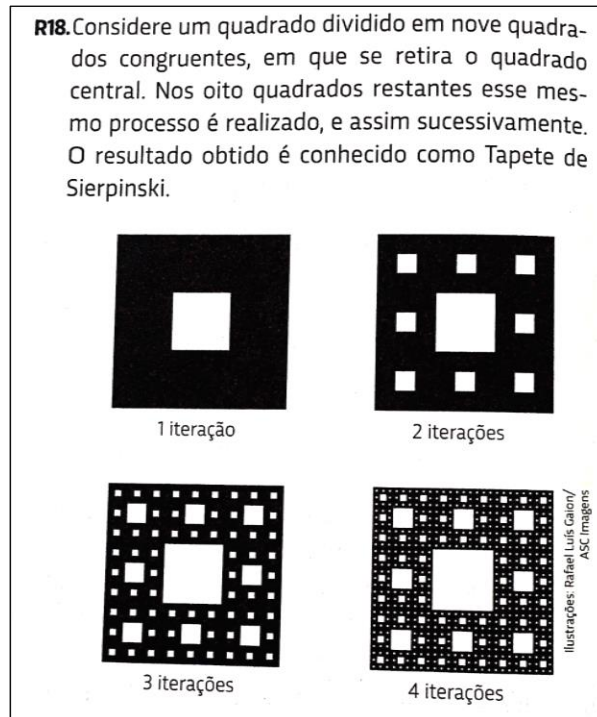 R18. Considere um quadrado dividido em nove quadra-
dos congruentes, em que se retira o quadrado
central. Nos oito quadrados restantes esse mes-
mo processo é realizado, e assim sucessivamente.
O resultado obtido é conhecido como Tapete de
Sierpinski.
1 iteração
2 iterações
3 iterações
4 iterações
Ilustrações: Rafael Luís Gaion/
ASC Imagens